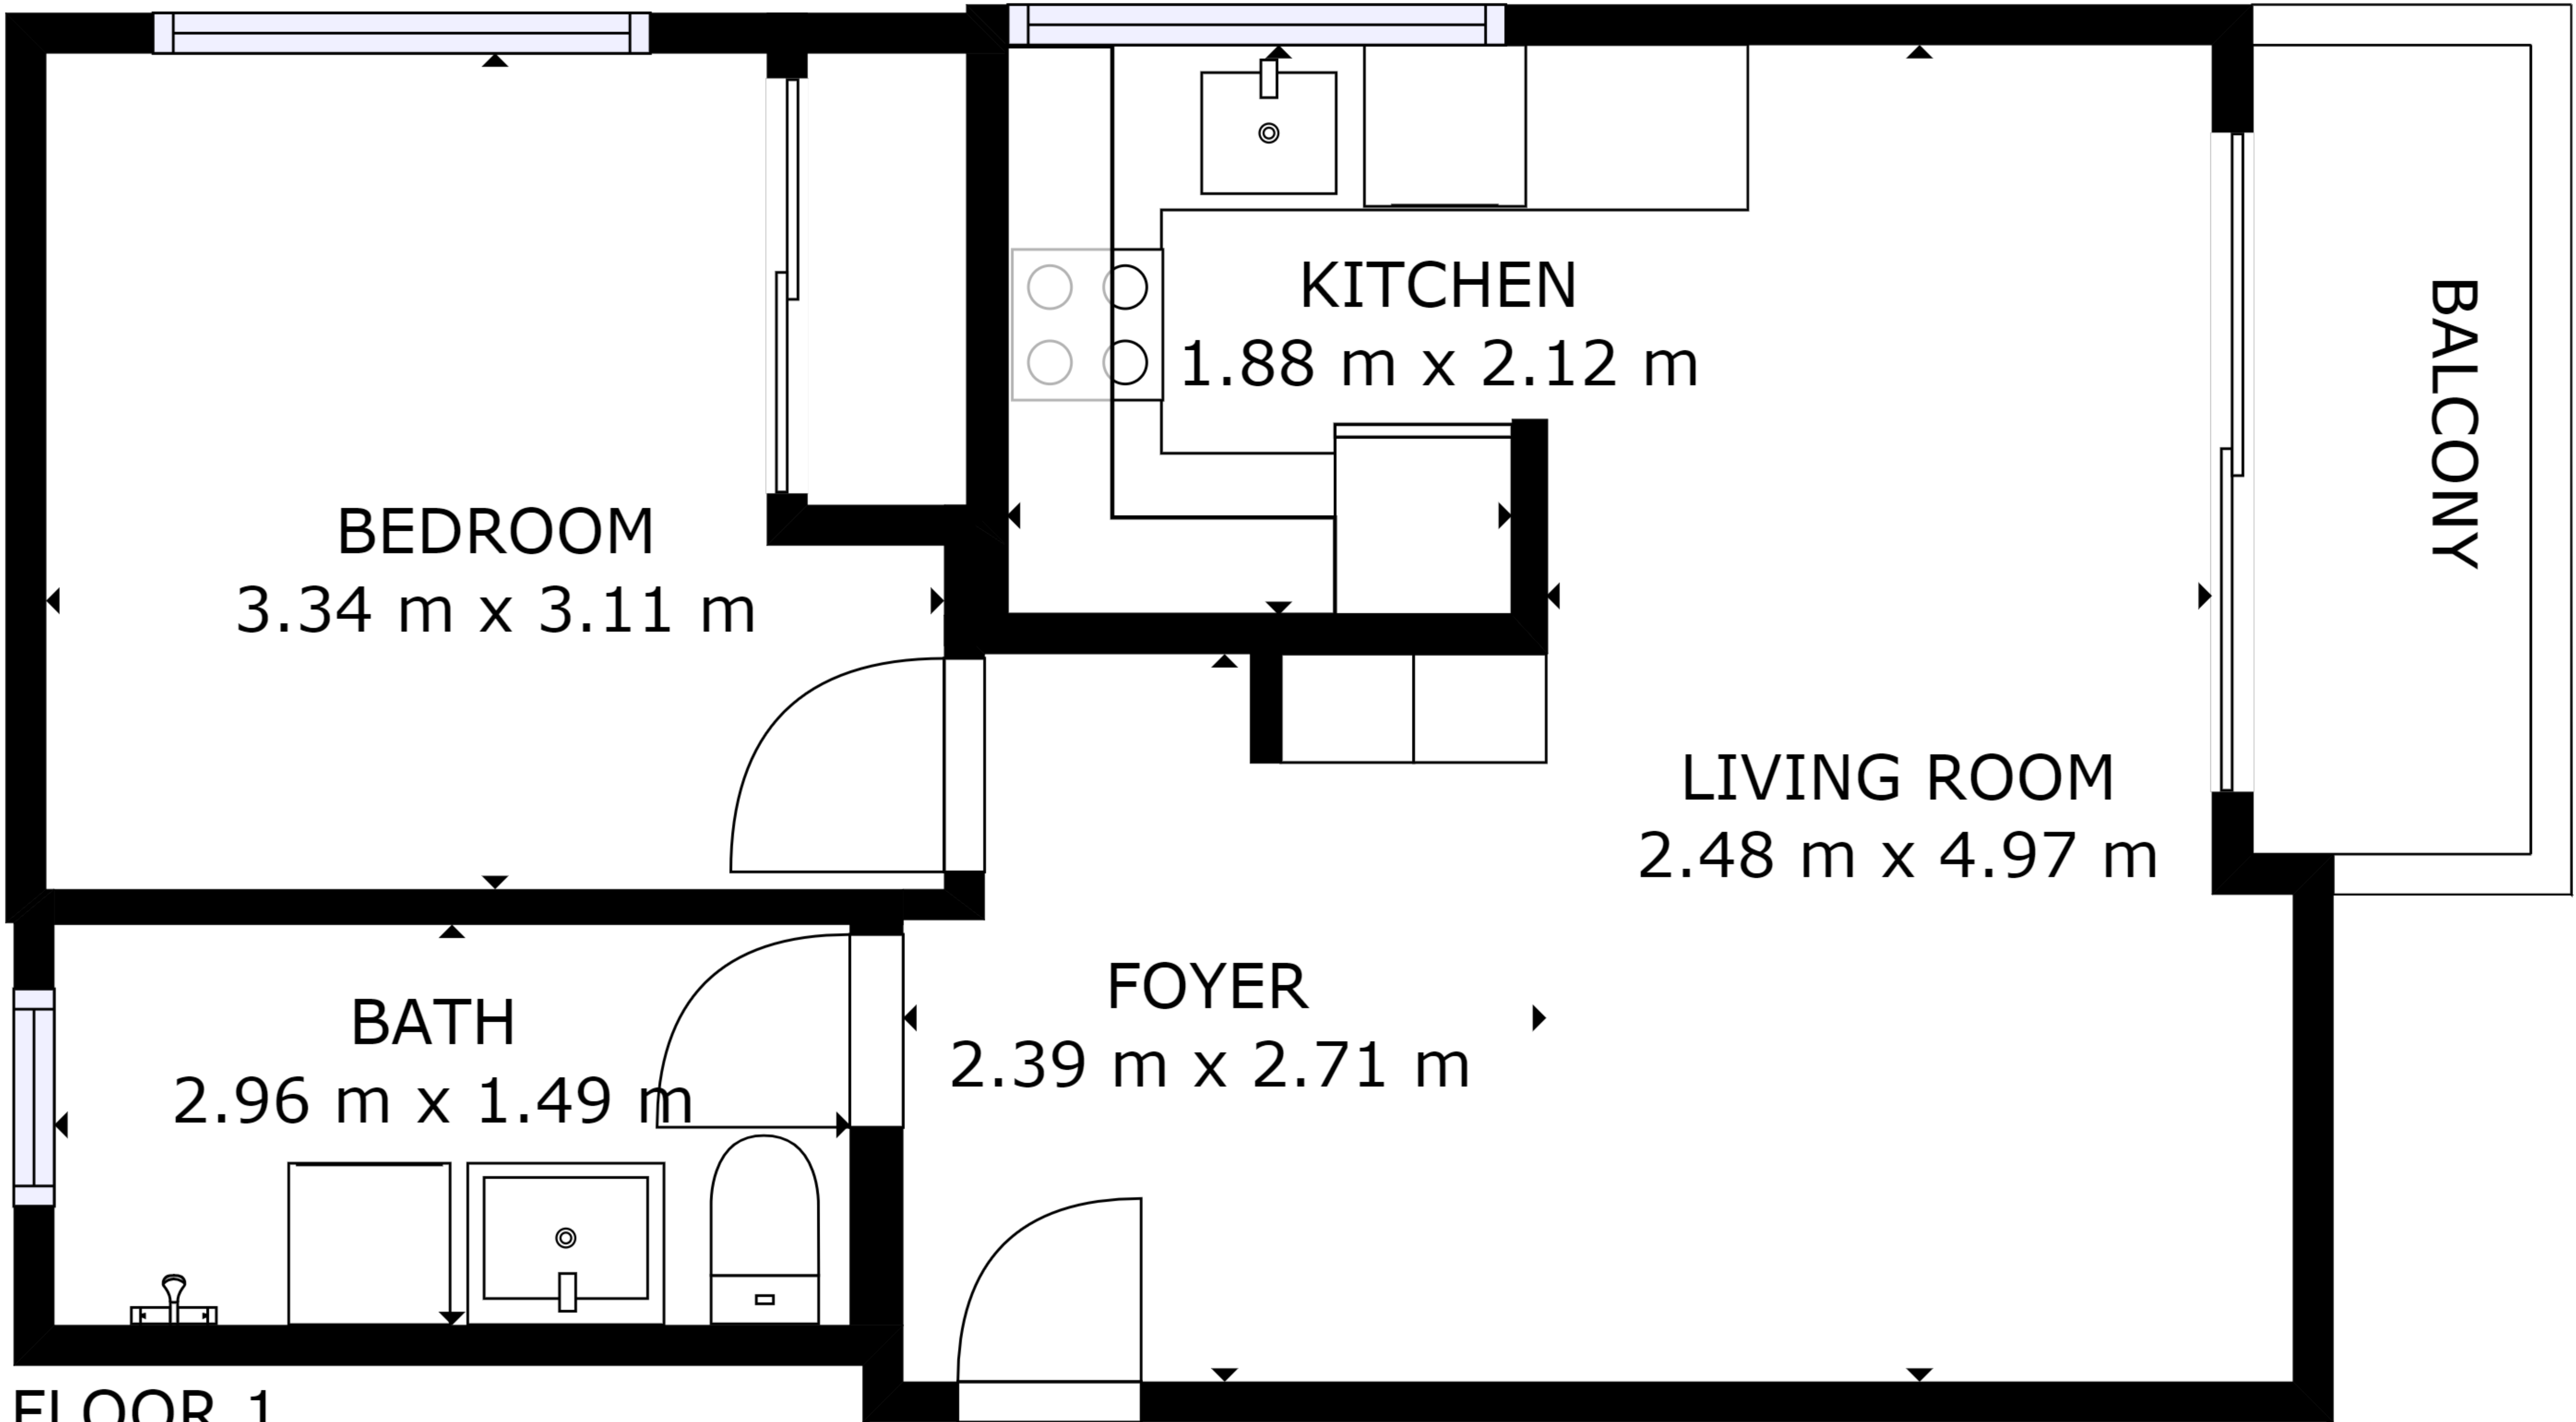 KITCHEN
1.88 m x 2.12 m
BALCONY
BEDROOM
3.34 m x 3.11 m
LIVING ROOM
2.48 m x 4.97 m
FOYER
2.39 m x 2.71 m
BATH
2.96 m x 1.49 m
FLOOR 1